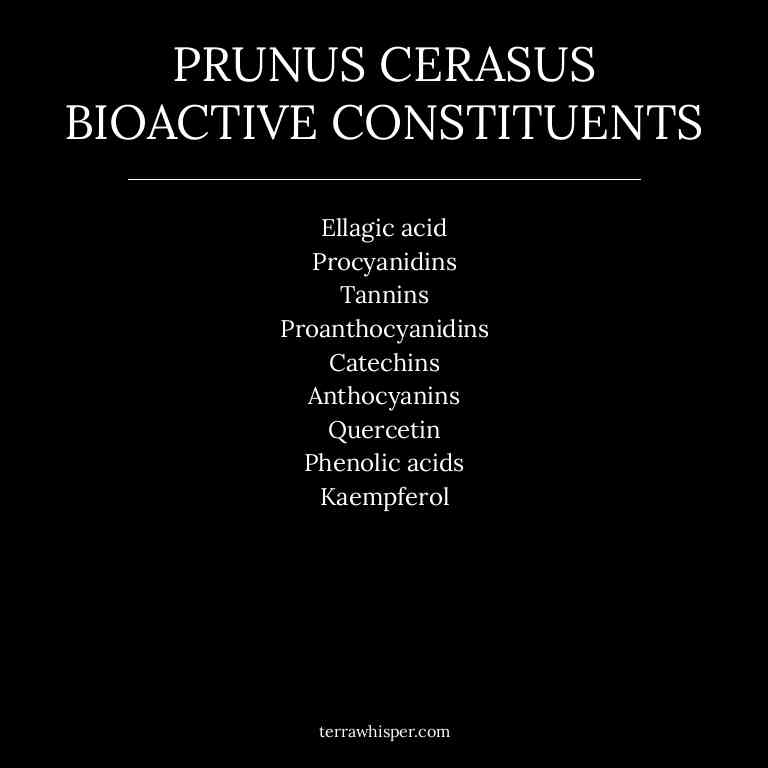 PRUNUS CERASUS
BIOACTIVE CONSTITUENTS
Ellagic acid
Procyanidins
Tannins
Proanthocyanidins
Catechins
Anthocyanins
Quercetin
Phenolic acids
Kaempferol
terrawhisper.com